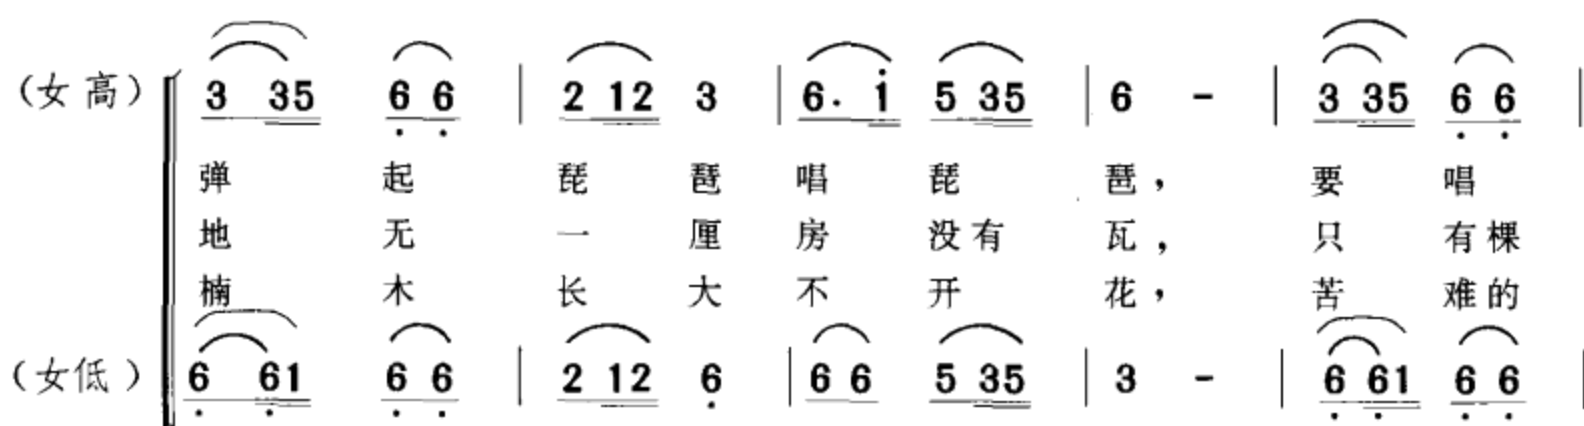 （女高） 3 35 6 6 | 2 12 3 | 6. 1 5 35 | 6 - | 3 35 6 6 |
弹 起 琵 琶 唱 琵 琶， 要 唱
地 无 一 厘 房 没有 瓦， 只 有棵
楠 木 长 大 不 开 花， 苦 难的
（女低） 6 61 6 6 | 2 12 6 | 6 6 5 35 | 3 - | 6 61 6 6 |